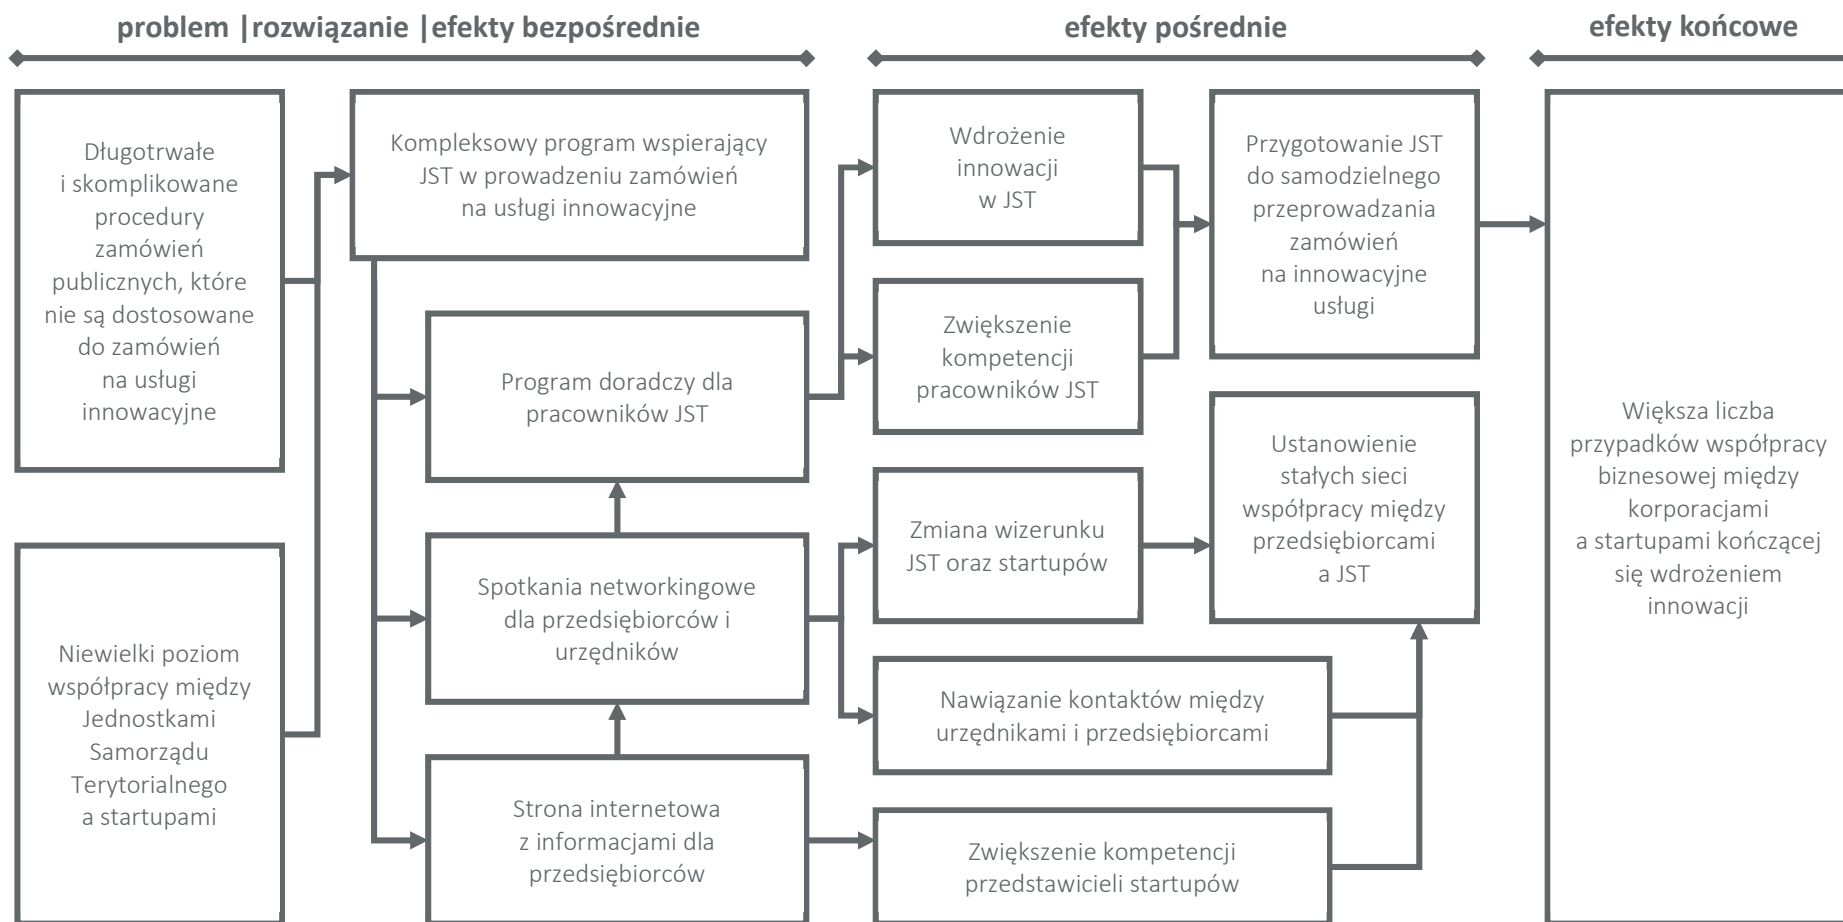 problem |rozwiązanie |efekty bezpośrednie
efekty pośrednie
efekty końcowe
Długotrwałe
i skomplikowane
procedury
zamówień
publicznych, które
nie są dostosowane
do zamówień
na usługi
innowacyjne
Niewielki poziom
współpracy między
Jednostkami
Samorządu
Terytorialnego
a startupami
Kompleksowy program wspierający
JST w prowadzeniu zamówień
na usługi innowacyjne
Program doradczy dla
pracowników JST
Spotkania networkingowe
dla przedsiębiorców i
urzędników
Strona internetowa
z informacjami dla
przedsiębiorców
Wdrożenie
innowacji
w JST
Zwiększenie
kompetencji
pracowników JST
Zmiana wizerunku
JST oraz startupów
Nawiązanie kontaktów między
urzędnikami i przedsiębiorcami
Zwiększenie kompetencji
przedstawicieli startupów
Przygotowanie JST
do samodzielnego
przeprowadzania
zamówień
na innowacyjne
usługi
Ustanowienie
stałych sieci
współpracy między
przedsiębiorcami
a JST
Większa liczba
przypadków współpracy
biznesowej między
korporacjami
a startupami kończącej
się wdrożeniem
innowacji